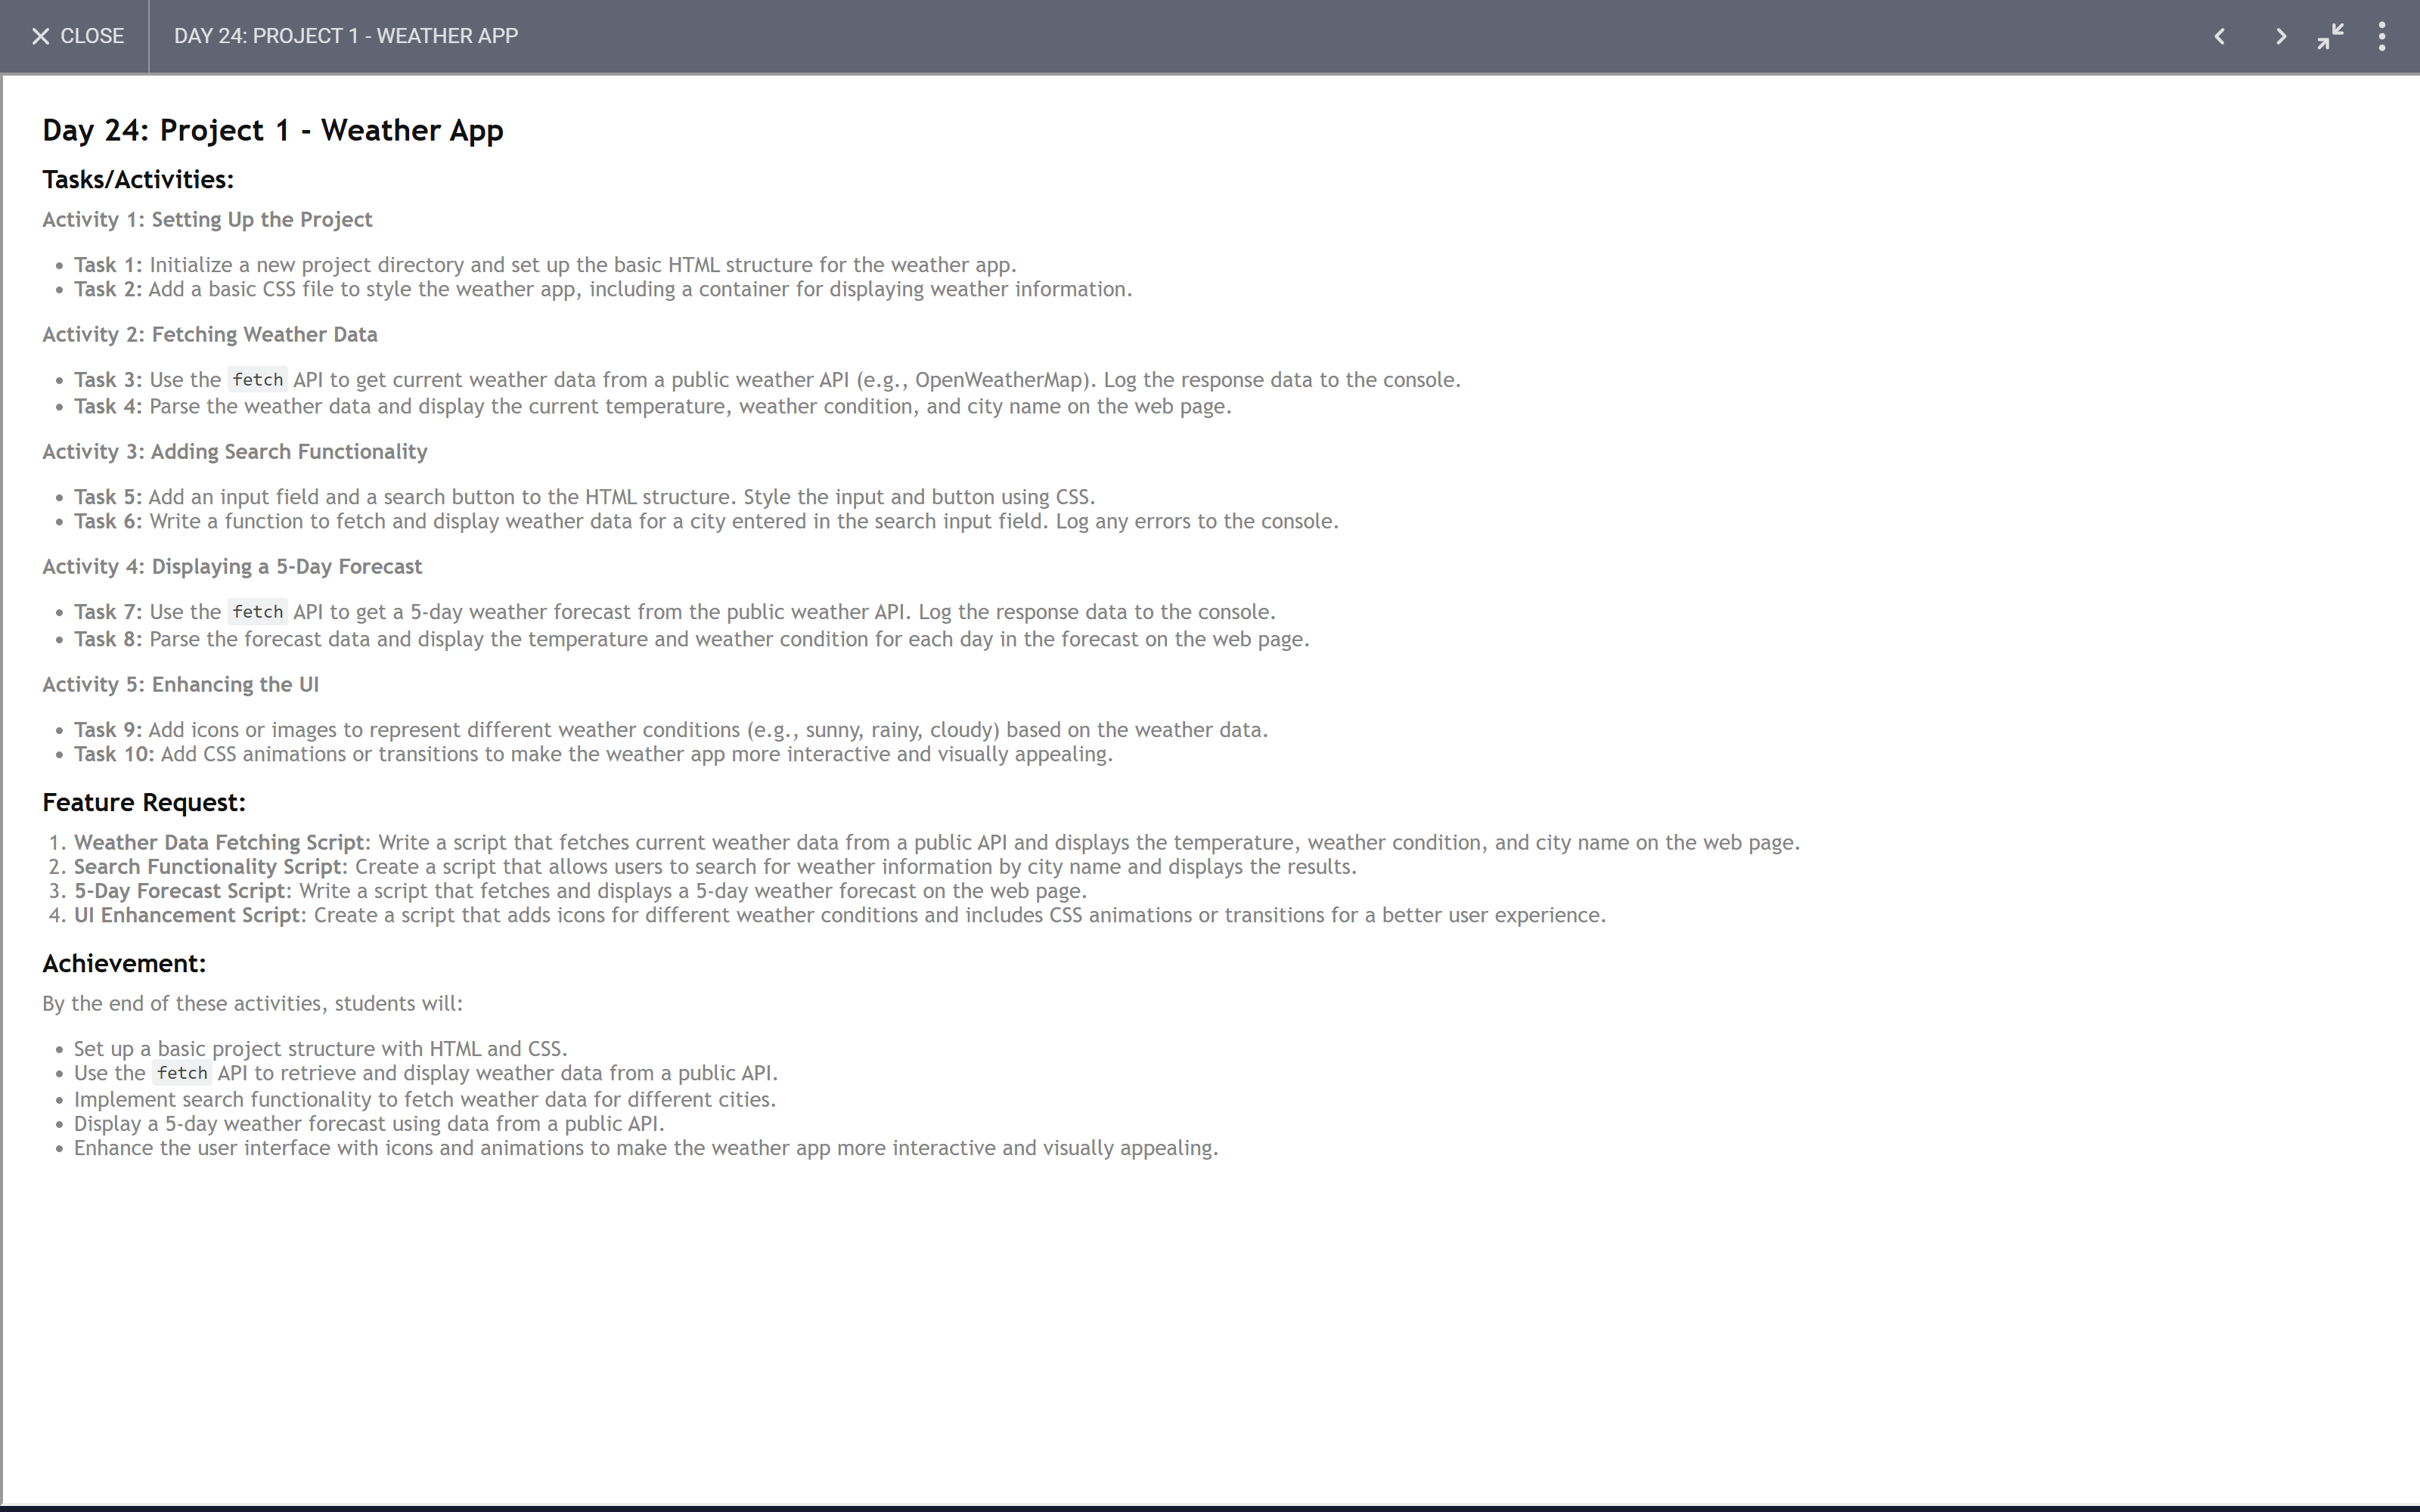 CLOSE
DAY 24: PROJECT 1 - WEATHER APP
Day 24: Project 1 - Weather App
Tasks/Activities:
Activity 1: Setting Up the Project
Task 1: Initialize a new project directory and set up the basic HTML structure for the weather app.
Task 2: Add a basic CSS file to style the weather app, including a container for displaying weather information.
Activity 2: Fetching Weather Data
Task 3: Use the fetch API to get current weather data from a public weather API (e.g., OpenWeatherMap). Log the response data to the console.
Task 4: Parse the weather data and display the current temperature, weather condition, and city name on the web page.
Activity 3: Adding Search Functionality
Task 5: Add an input field and a search button to the HTML structure. Style the input and button using CSS.
Task 6: Write a function to fetch and display weather data for a city entered in the search input field. Log any errors to the console.
Activity 4: Displaying a 5-Day Forecast
Task 7: Use the fetch API to get a 5-day weather forecast from the public weather API. Log the response data to the console.
Task 8: Parse the forecast data and display the temperature and weather condition for each day in the forecast on the web page.
Activity 5: Enhancing the UI
Task 9: Add icons or images to represent different weather conditions (e.g., sunny, rainy, cloudy) based on the weather data.
Task 10: Add CSS animations or transitions to make the weather app more interactive and visually appealing.
Feature Request:
1. Weather Data Fetching Script: Write a script that fetches current weather data from a public API and displays the temperature, weather condition, and city name on the web page.
2. Search Functionality Script: Create a script that allows users to search for weather information by city name and displays the results.
3. 5-Day Forecast Script: Write a script that fetches and displays a 5-day weather forecast on the web page.
4. UI Enhancement Script: Create a script that adds icons for different weather conditions and includes CSS animations or transitions for a better user experience.
Achievement:
By the end of these activities, students will:
Set up a basic project structure with HTML and CSS.
Use the fetch API to retrieve and display weather data from a public API.
Implement search functionality to fetch weather data for different cities.
Display a 5-day weather forecast using data from a public API.
Enhance the user interface with icons and animations to make the weather app more interactive and visually appealing.